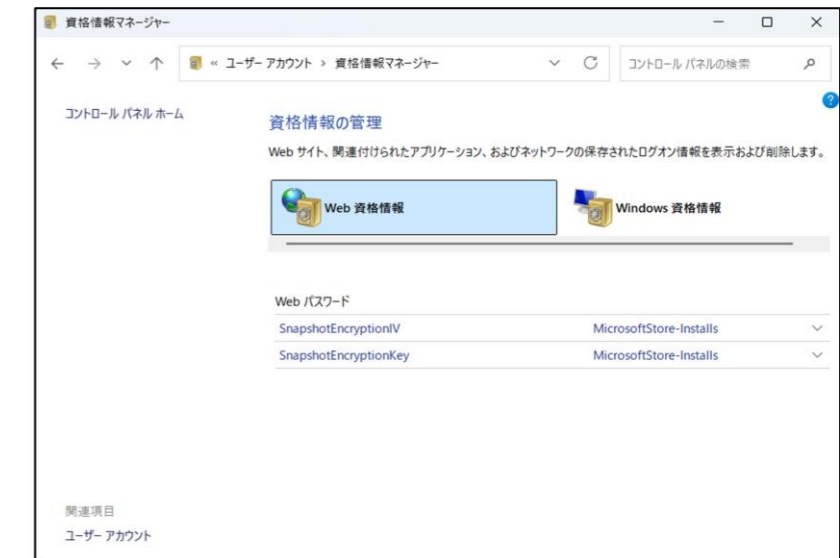 資格情報マネージャー
« ユーザー アカウント › 資格情報マネージャー
コントロール パネルの検索
?
コントロール パネル ホーム
資格情報の管理
Web サイト、関連付けられたアプリケーション、およびネットワークの保存されたログオン情報を表示および削除します。
Web 資格情報
Windows 資格情報
Web パスワード
SnapshotEncryptionIV MicrosoftStore-Installs
SnapshotEncryptionKey MicrosoftStore-Installs
関連項目
ユーザー アカウント